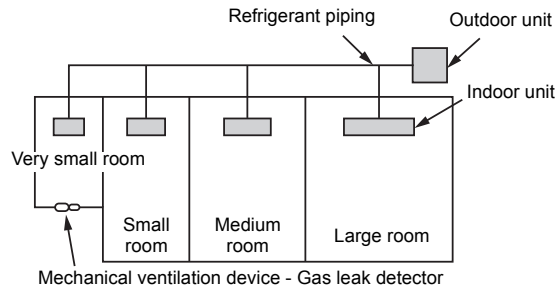 Refrigerant piping
Outdoor unit
Indoor unit
Very small room
Small
room
Medium
room
Large room
Mechanical ventilation device - Gas leak detector